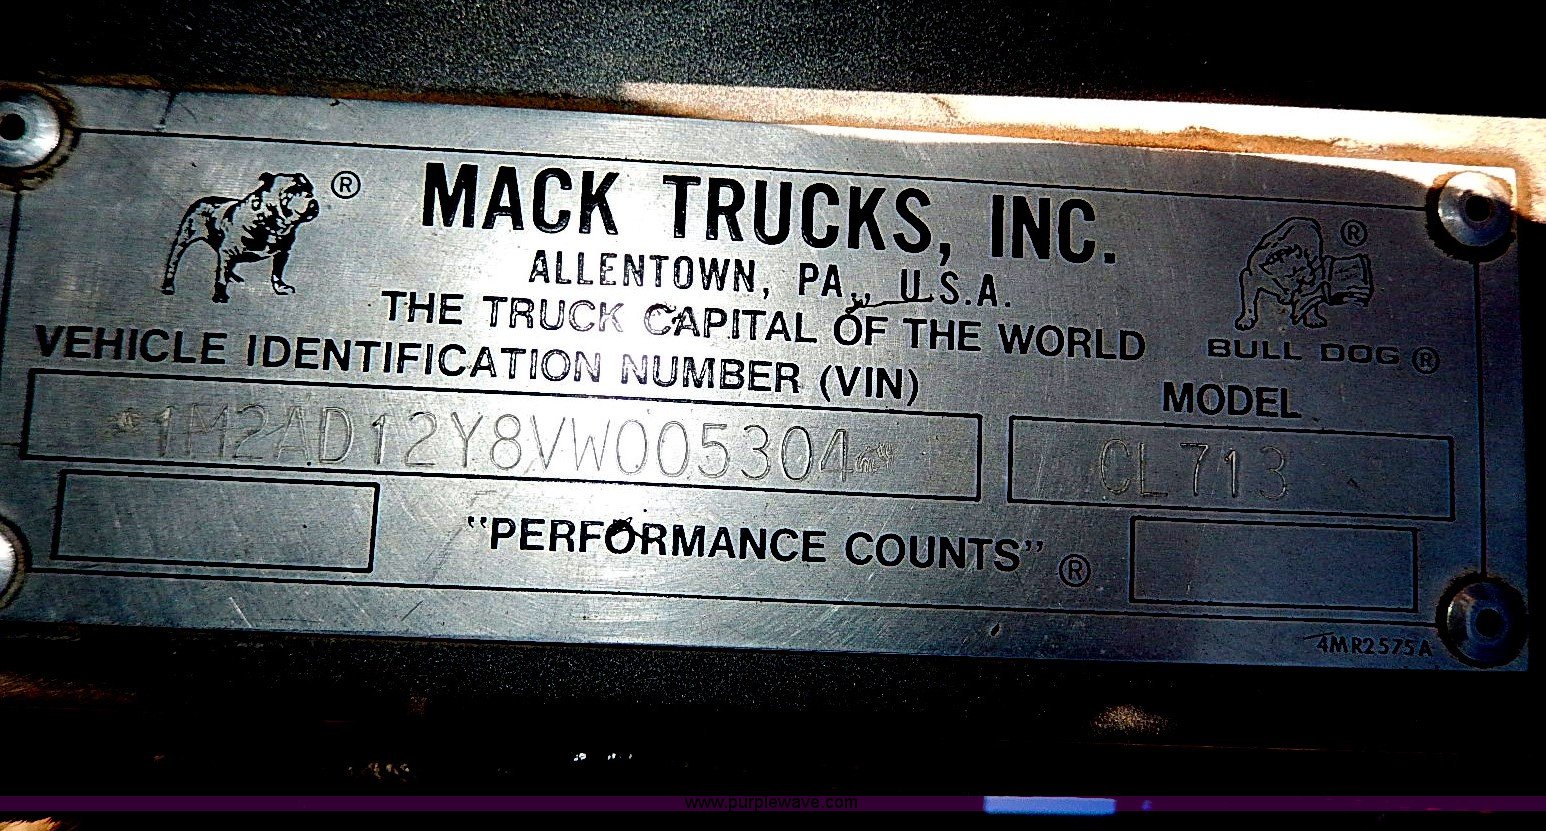 ®
MACK TRUCKS, INC.
ALLENTOWN, PA., U.S.A.
THE TRUCK CAPITAL OF THE WORLD
®
BULL DOG ®
VEHICLE IDENTIFICATION NUMBER (VIN)
MODEL
*1M2AD12Y8VW005304*
CL713
"PERFORMANCE COUNTS" ®
4MR2575A
www.purplewave.com